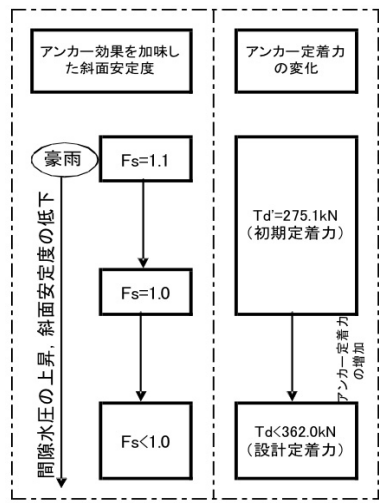 アンカー効果を加味し
た斜面安定度
アンカー定着力
の変化
豪雨
Fs=1.1
Td'=275.1kN
(初期定着力)
Fs=1.0
間隙水圧の上昇，斜面安定度の低下
アンカー定着力
の増加
Fs<1.0
Td<362.0kN
(設計定着力)